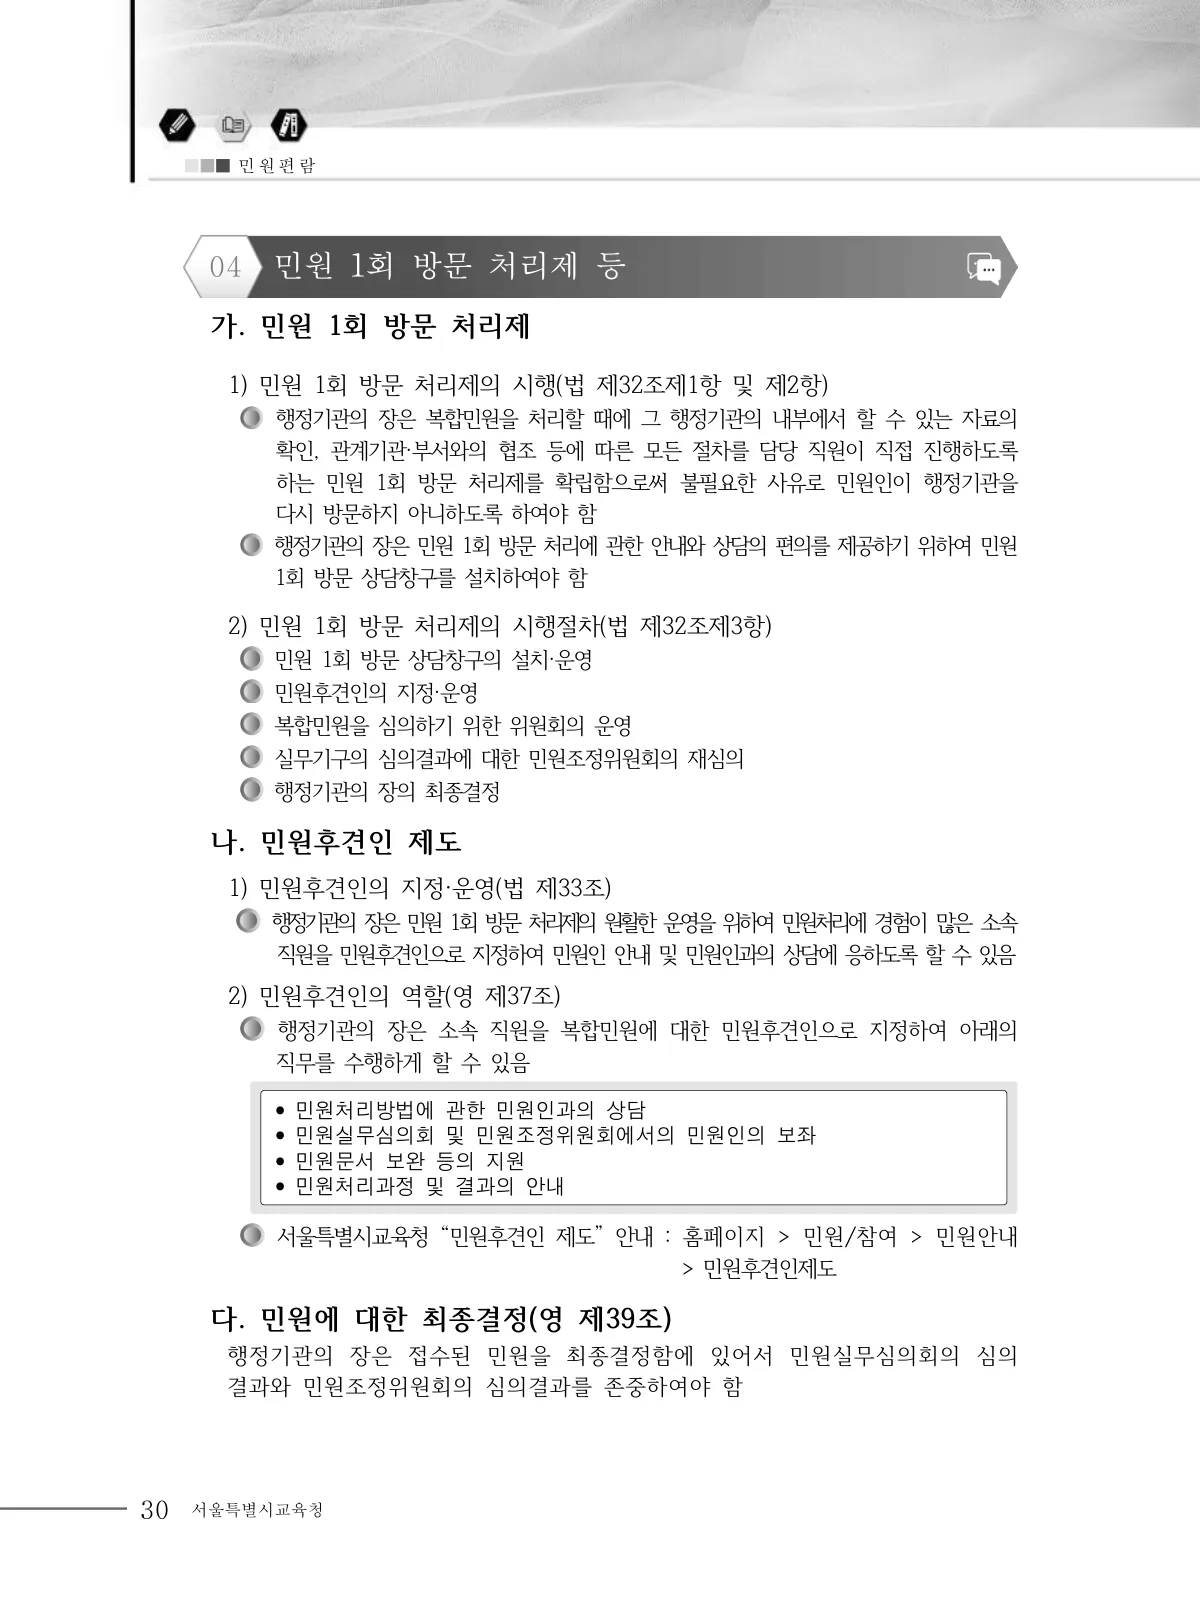 민원편람
04 민원 1회 방문 처리제 등
가. 민원 1회 방문 처리제
1) 민원 1회 방문 처리제의 시행(법 제32조제1항 및 제2항)
행정기관의 장은 복합민원을 처리할 때에 그 행정기관의 내부에서 할 수 있는 자료의
확인, 관계기관·부서와의 협조 등에 따른 모든 절차를 담당 직원이 직접 진행하도록
하는 민원 1회 방문 처리제를 확립함으로써 불필요한 사유로 민원인이 행정기관을
다시 방문하지 아니하도록 하여야 함
행정기관의 장은 민원 1회 방문 처리에 관한 안내와 상담의 편의를 제공하기 위하여 민원
1회 방문 상담창구를 설치하여야 함
2) 민원 1회 방문 처리제의 시행절차(법 제32조제3항)
민원 1회 방문 상담창구의 설치·운영
민원후견인의 지정·운영
복합민원을 심의하기 위한 위원회의 운영
실무기구의 심의결과에 대한 민원조정위원회의 재심의
행정기관의 장의 최종결정
나. 민원후견인 제도
1) 민원후견인의 지정·운영(법 제33조)
행정기관의 장은 민원 1회 방문 처리제의 원활한 운영을 위하여 민원처리에 경험이 많은 소속
직원을 민원후견인으로 지정하여 민원인 안내 및 민원인과의 상담에 응하도록 할 수 있음
2) 민원후견인의 역할(영 제37조)
행정기관의 장은 소속 직원을 복합민원에 대한 민원후견인으로 지정하여 아래의
직무를 수행하게 할 수 있음
• 민원처리방법에 관한 민원인과의 상담
• 민원실무심의회 및 민원조정위원회에서의 민원인의 보좌
• 민원문서 보완 등의 지원
• 민원처리과정 및 결과의 안내
서울특별시교육청 “민원후견인 제도” 안내 : 홈페이지 > 민원/참여 > 민원안내
> 민원후견인제도
다. 민원에 대한 최종결정(영 제39조)
행정기관의 장은 접수된 민원을 최종결정함에 있어서 민원실무심의회의 심의
결과와 민원조정위원회의 심의결과를 존중하여야 함
30 서울특별시교육청